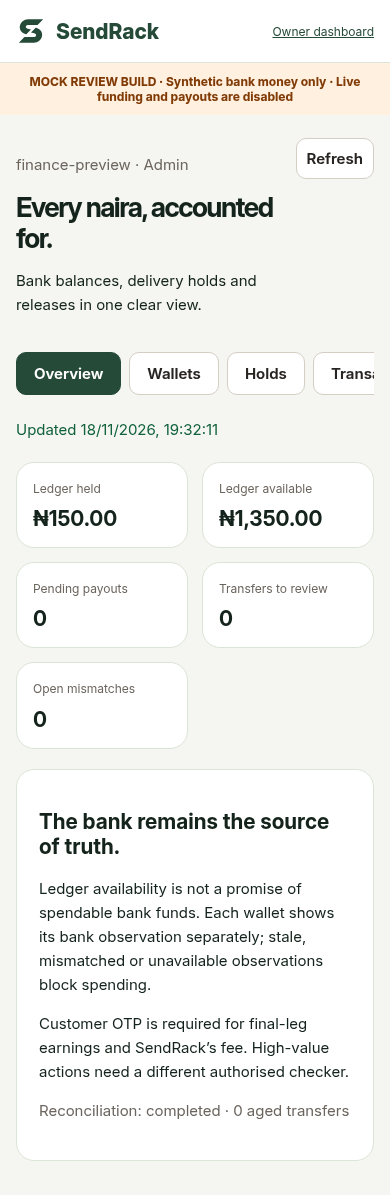 SendRack
Owner dashboard
MOCK REVIEW BUILD · Synthetic bank money only · Live
funding and payouts are disabled
finance-preview · Admin
Refresh
Every naira, accounted
for.
Bank balances, delivery holds and
releases in one clear view.
Overview
Wallets
Holds
Transa
Updated 18/11/2026, 19:32:11
Ledger held
₦150.00
Ledger available
₦1,350.00
Pending payouts
0
Transfers to review
0
Open mismatches
0
The bank remains the source
of truth.
Ledger availability is not a promise of
spendable bank funds. Each wallet shows
its bank observation separately; stale,
mismatched or unavailable observations
block spending.
Customer OTP is required for final-leg
earnings and SendRack’s fee. High-value
actions need a different authorised checker.
Reconciliation: completed · 0 aged transfers